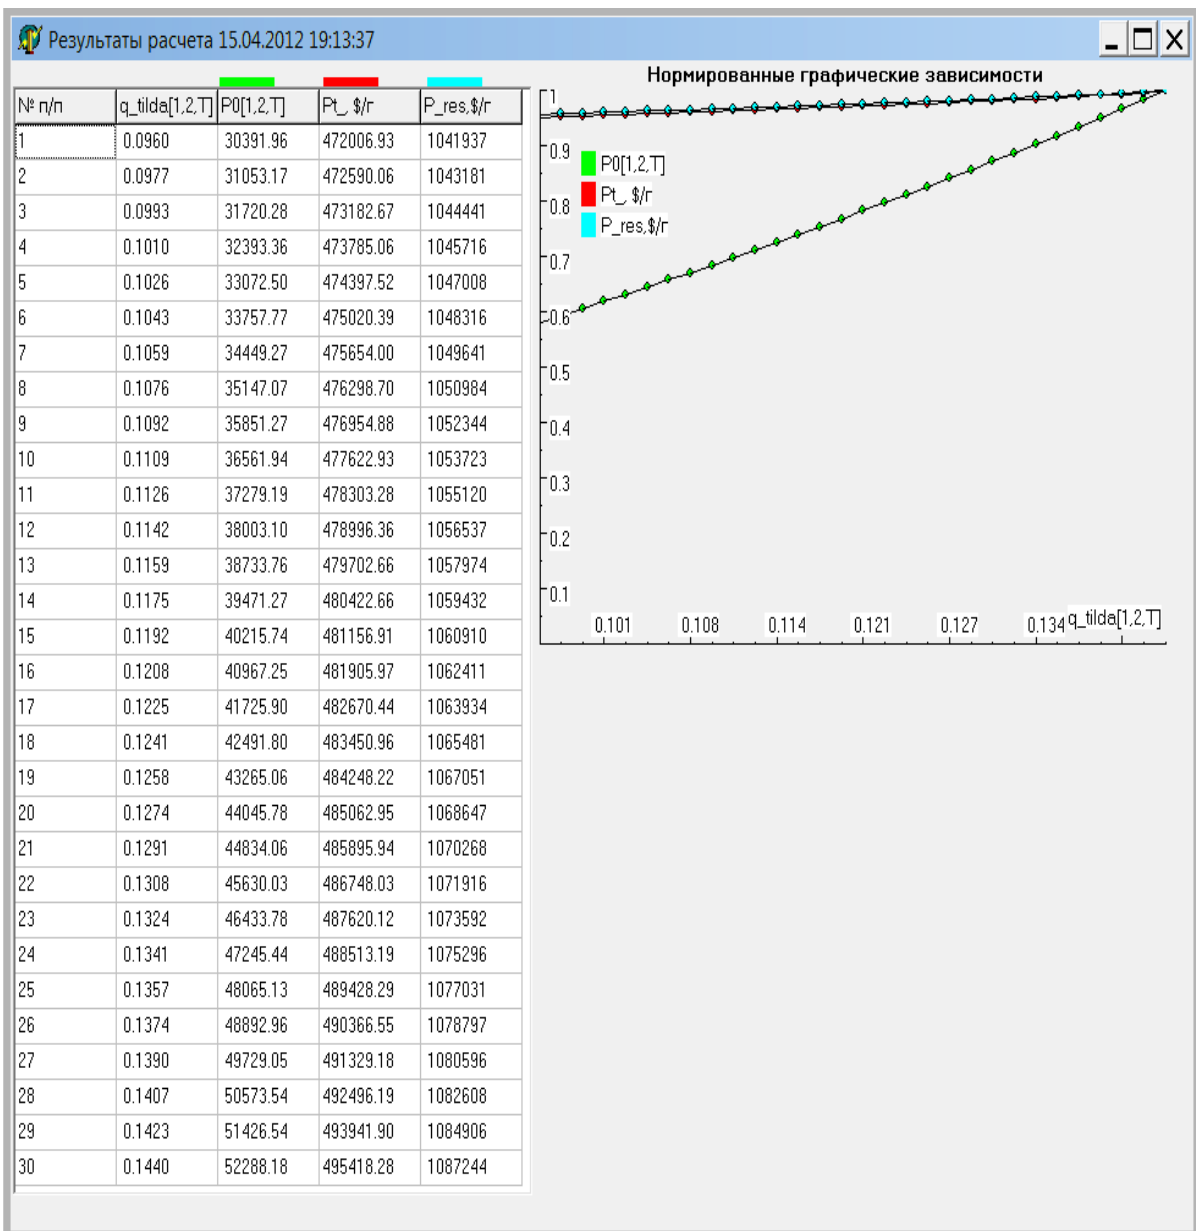 Результаты расчета 15.04.2012 19:13:37
Нормированные графические зависимости
№ п/п q_tilda[1,2,T] P0[1,2,T] Pt_, $/г P_res,$/г
1 0.0960 30391.96 472006.93 1041937
2 0.0977 31053.17 472590.06 1043181
3 0.0993 31720.28 473182.67 1044441
4 0.1010 32393.36 473785.06 1045716
5 0.1026 33072.50 474397.52 1047008
6 0.1043 33757.77 475020.39 1048316
7 0.1059 34449.27 475654.00 1049641
8 0.1076 35147.07 476298.70 1050984
9 0.1092 35851.27 476954.88 1052344
10 0.1109 36561.94 477622.93 1053723
11 0.1126 37279.19 478303.28 1055120
12 0.1142 38003.10 478996.36 1056537
13 0.1159 38733.76 479702.66 1057974
14 0.1175 39471.27 480422.66 1059432
15 0.1192 40215.74 481156.91 1060910
16 0.1208 40967.25 481905.97 1062411
17 0.1225 41725.90 482670.44 1063934
18 0.1241 42491.80 483450.96 1065481
19 0.1258 43265.06 484248.22 1067051
20 0.1274 44045.78 485062.95 1068647
21 0.1291 44834.06 485895.94 1070268
22 0.1308 45630.03 486748.03 1071916
23 0.1324 46433.78 487620.12 1073592
24 0.1341 47245.44 488513.19 1075296
25 0.1357 48065.13 489428.29 1077031
26 0.1374 48892.96 490366.55 1078797
27 0.1390 49729.05 491329.18 1080596
28 0.1407 50573.54 492496.19 1082608
29 0.1423 51426.54 493941.90 1084906
30 0.1440 52288.18 495418.28 1087244
1
0.9
0.8
0.7
0.6
0.5
0.4
0.3
0.2
0.1
P0[1,2,T]
Pt_, $/г
P_res,$/г
0.101 0.108 0.114 0.121 0.127 0.134 q_tilda[1,2,T]